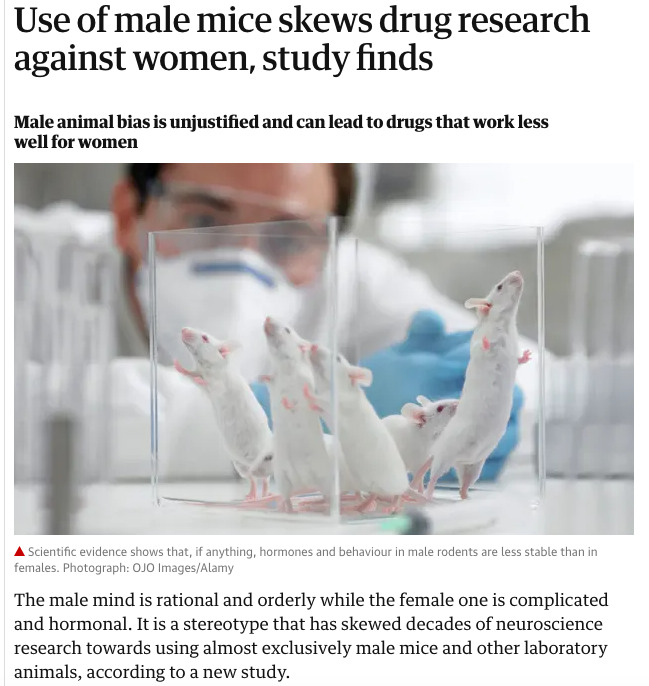 Use of male mice skews drug research
against women, study finds
Male animal bias is unjustified and can lead to drugs that work less
well for women
Scientific evidence shows that, if anything, hormones and behaviour in male rodents are less stable than in
females. Photograph: OJO Images/Alamy
The male mind is rational and orderly while the female one is complicated
and hormonal. It is a stereotype that has skewed decades of neuroscience
research towards using almost exclusively male mice and other laboratory
animals, according to a new study.